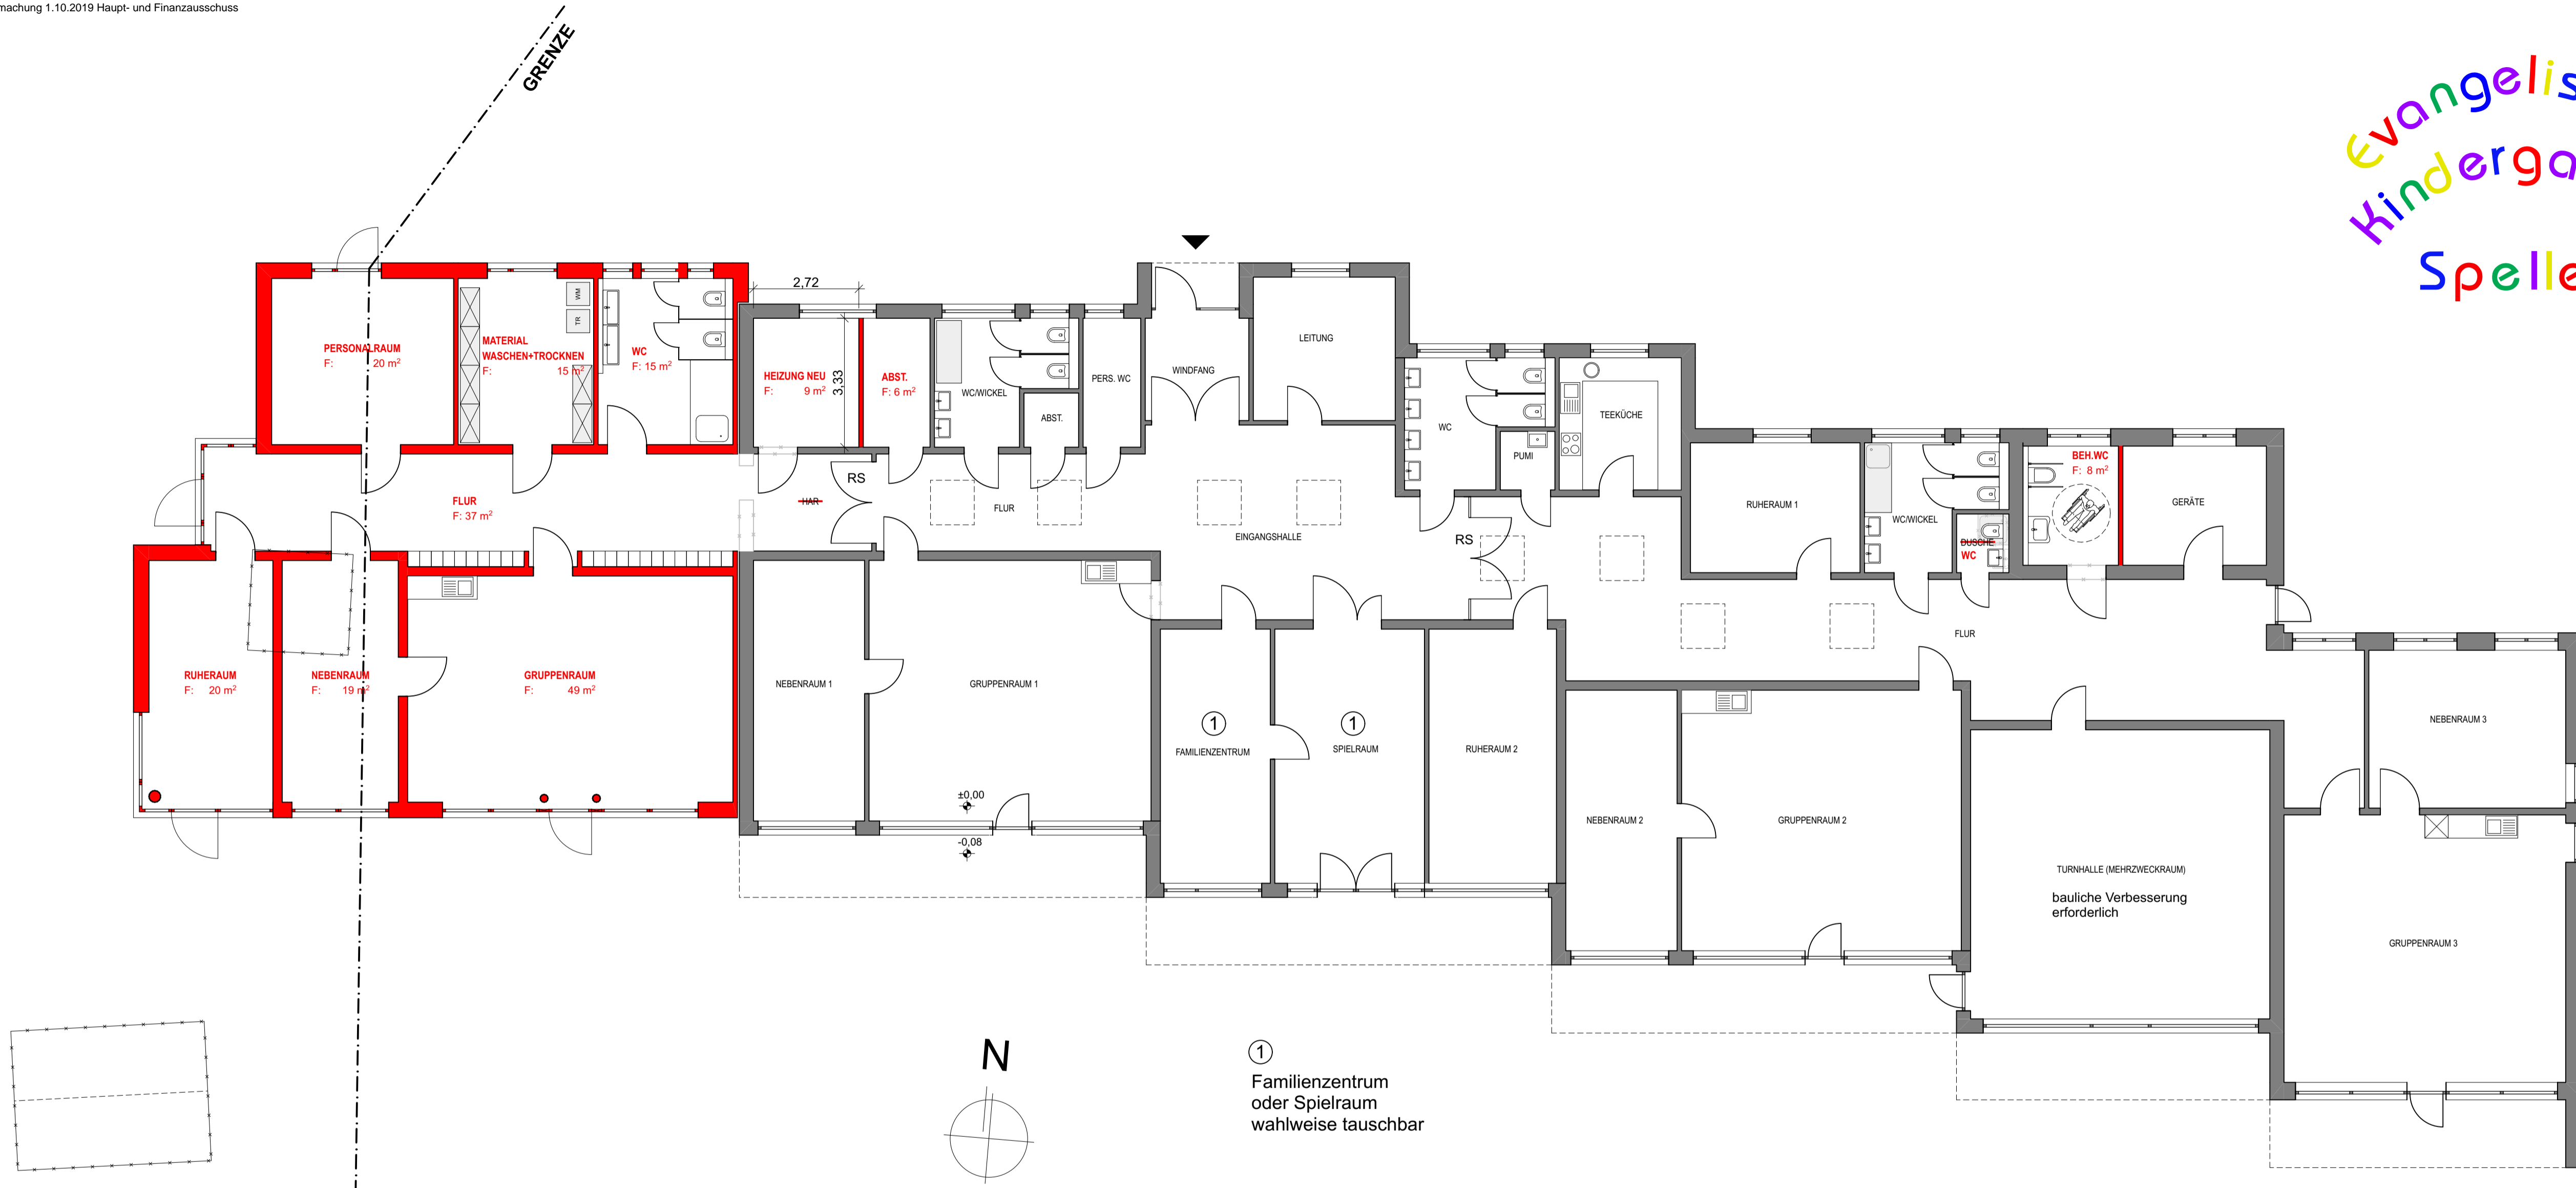 machung 1.10.2019 Haupt- und Finanzausschuss
GRENZE
Evangelis
Kinderga
Spelle
2,72
3,33
PERSONALRAUM
F: 20 m²
MATERIAL
WASCHEN+TROCKNEN
F: 15 m²
WM
TR
WC
F: 15 m²
HEIZUNG NEU
F: 9 m²
ABST.
F: 6 m²
WC/WICKEL
ABST.
PERS. WC
WINDFANG
LEITUNG
WC
PUMI
TEEKÜCHE
RUHERAUM 1
WC/WICKEL
DUSCHE
WC
BEH.WC
F: 8 m²
GERÄTE
FLUR
F: 37 m²
HAR
RS
FLUR
EINGANGSHALLE
RS
FLUR
RUHERAUM
F: 20 m²
NEBENRAUM
F: 19 m²
GRUPPENRAUM
F: 49 m²
NEBENRAUM 1
GRUPPENRAUM 1
±0,00
-0,08
1
FAMILIENZENTRUM
1
SPIELRAUM
RUHERAUM 2
NEBENRAUM 2
GRUPPENRAUM 2
TURNHALLE (MEHRZWECKRAUM)
bauliche Verbesserung
erforderlich
NEBENRAUM 3
GRUPPENRAUM 3
N
1
Familienzentrum
oder Spielraum
wahlweise tauschbar